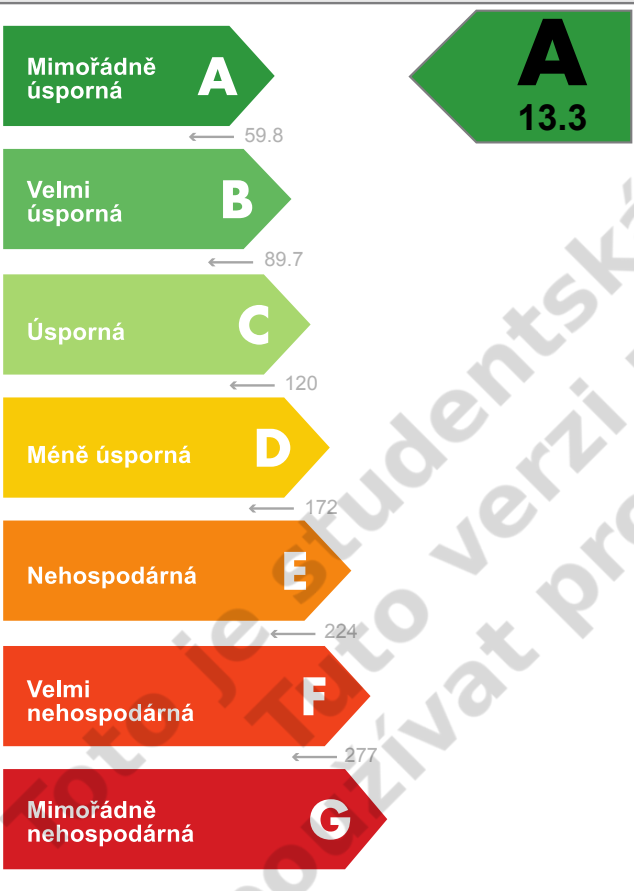 Mimořádně
úsporná
A
A
13.3
59.8
Velmi
úsporná
B
89.7
Úsporná
C
120
Méně úsporná
D
172
Nehospodárná
E
224
Velmi
nehospodárná
F
277
Mimořádně
nehospodárná
G
Toto je studentská
Tuto verzi
používat pro